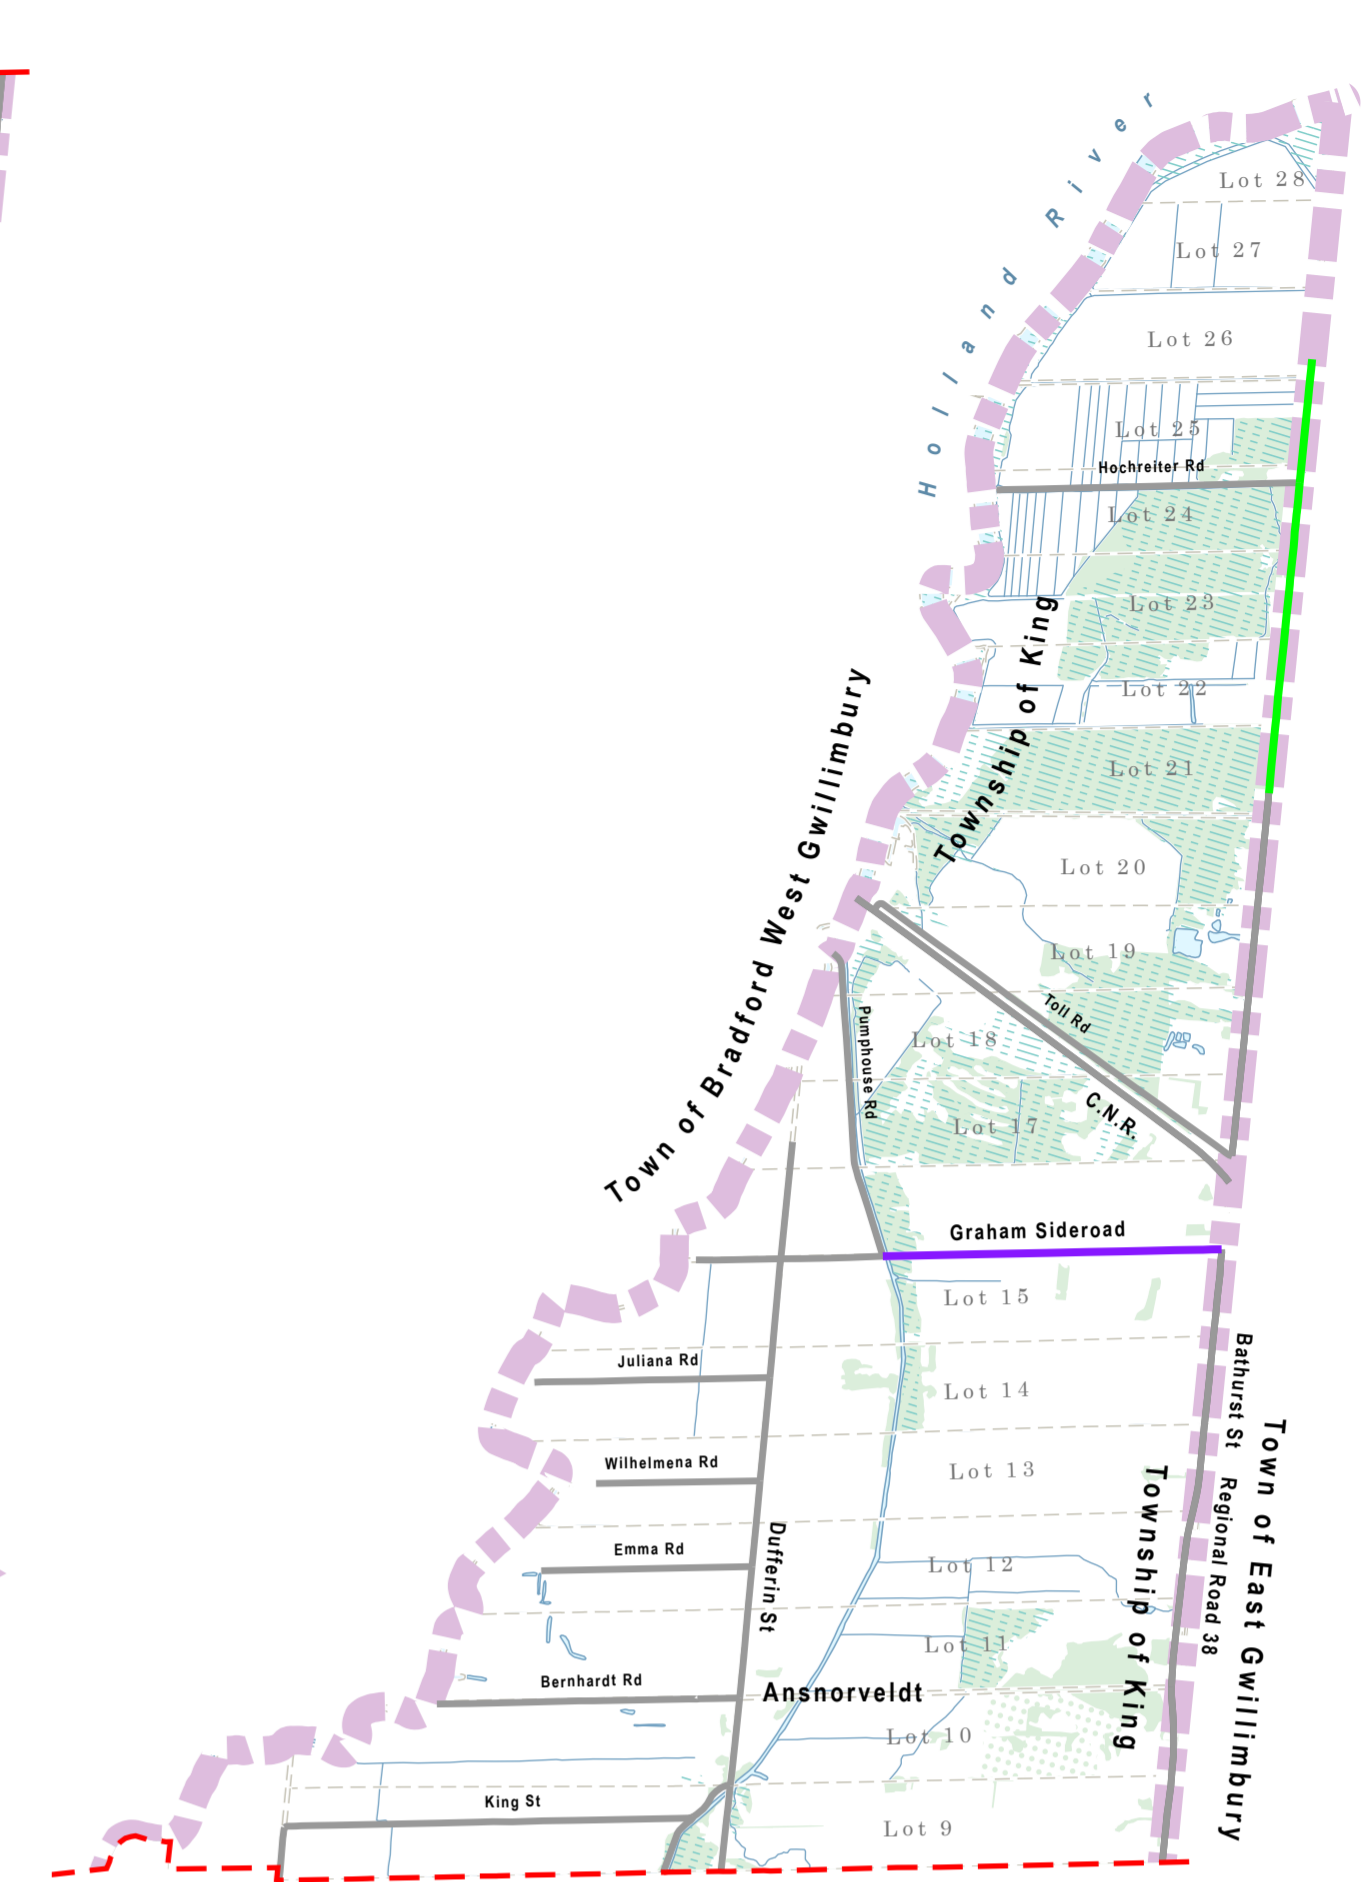 Holland River
Lot 28
Lot 27
Lot 26
Lot 25
Hochreiter Rd
Lot 24
Lot 23
Township of King
Lot 22
Town of Bradford West Gwillimbury
Lot 21
Lot 20
Lot 19
Toll Rd
Pumphouse Rd
Lot 18
C.N.R.
Lot 17
Graham Sideroad
Lot 15
Juliana Rd
Bathurst St Regional Road 38
Lot 14
Town of East Gwillimbury
Wilhelmena Rd
Lot 13
Township of King
Dufferin St
Emma Rd
Lot 12
Lot 11
Bernhardt Rd
Ansnorveldt
Lot 10
King St
Lot 9